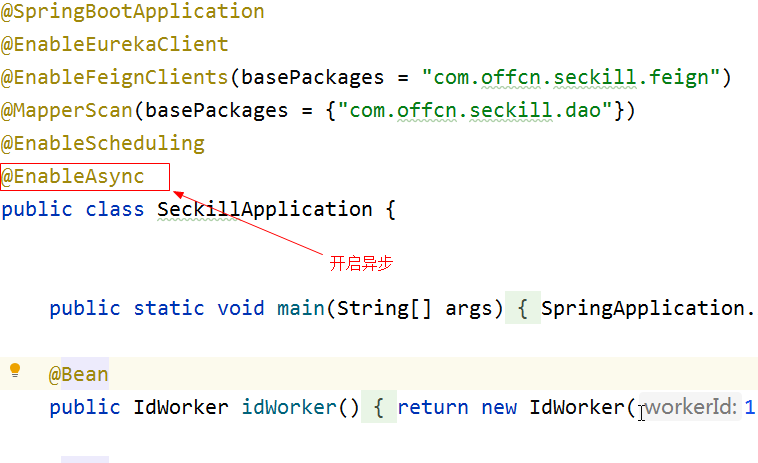 @SpringBootApplication
@EnableEurekaClient
@EnableFeignClients(basePackages = "com.offcn.seckill.feign")
@MapperScan(basePackages = {"com.offcn.seckill.dao"})
@EnableScheduling
@EnableAsync
public class SeckillApplication {
开启异步
public static void main(String[] args) { SpringApplication.
@Bean
public IdWorker idWorker() { return new IdWorker( workerId: 1